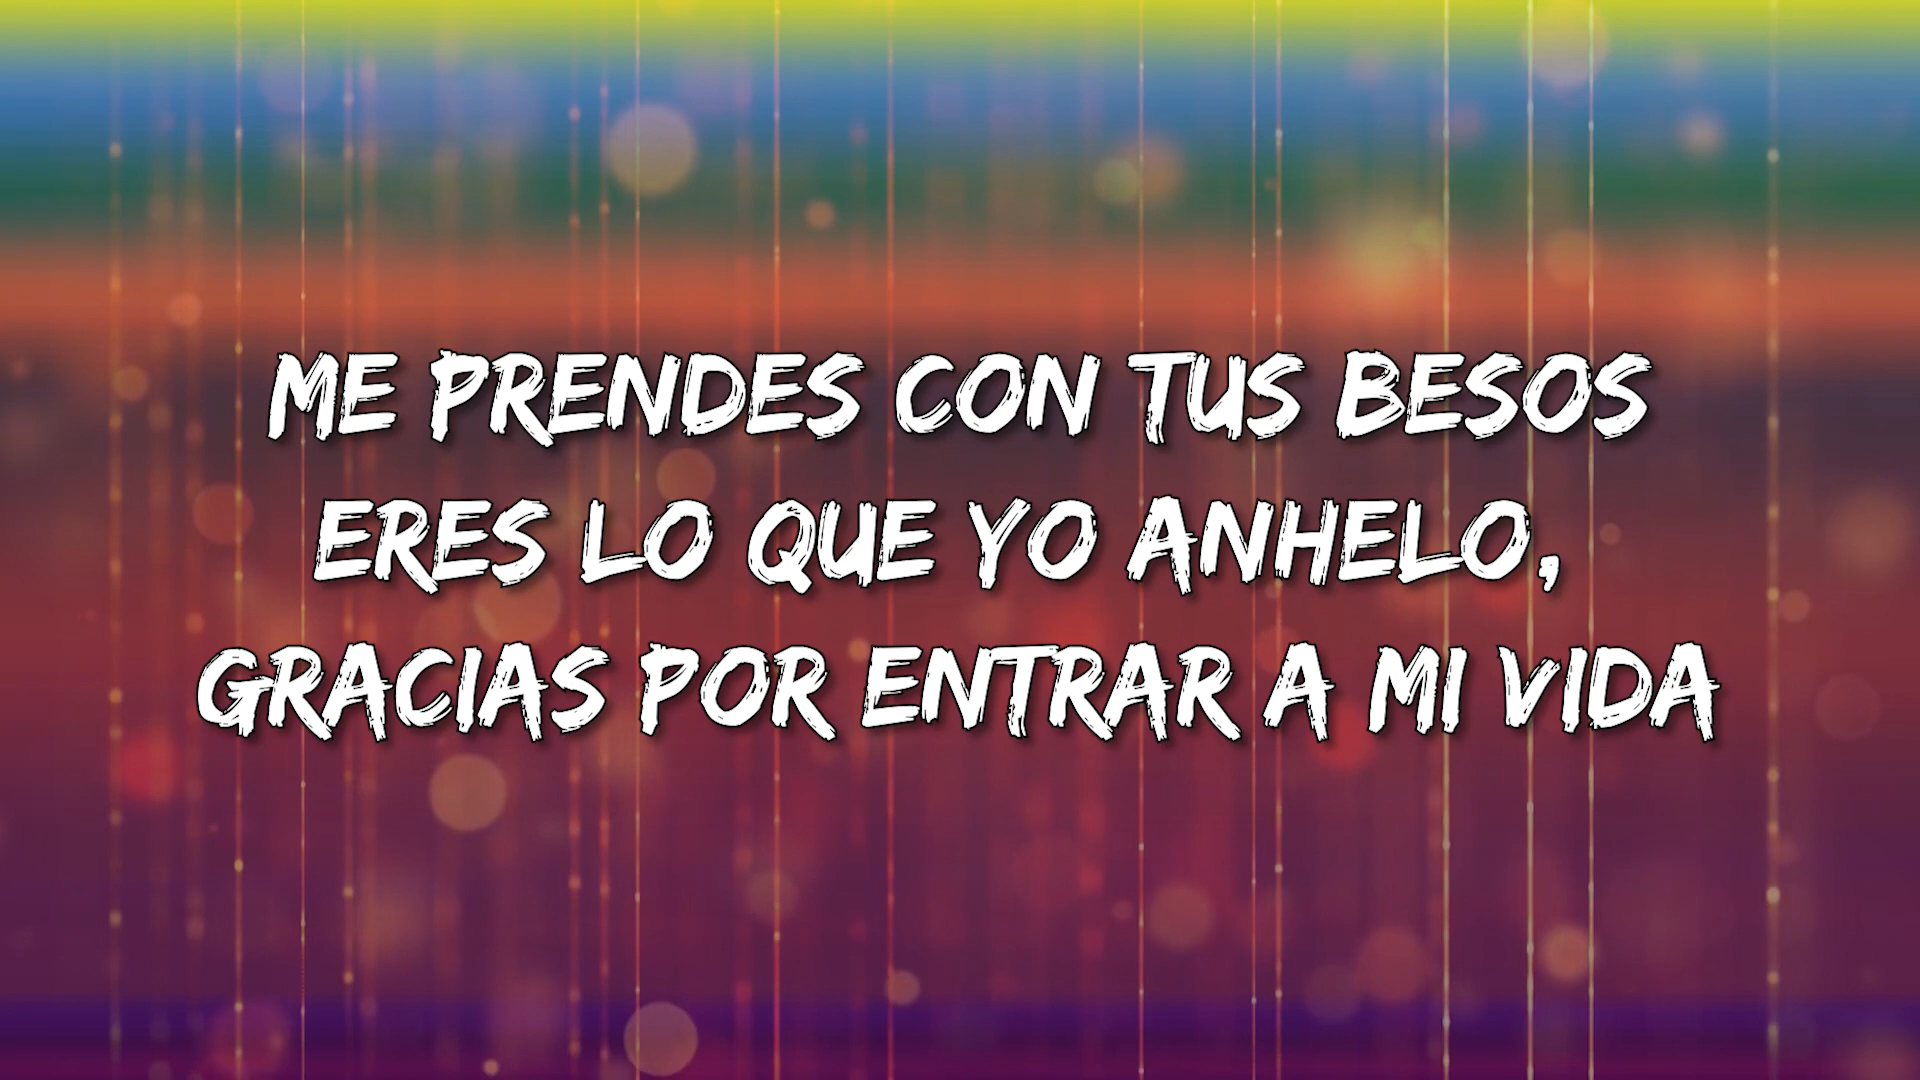 ME PRENDES CON TUS BESOS
ERES LO QUE YO ANHELO,
GRACIAS POR ENTRAR A MI VIDA